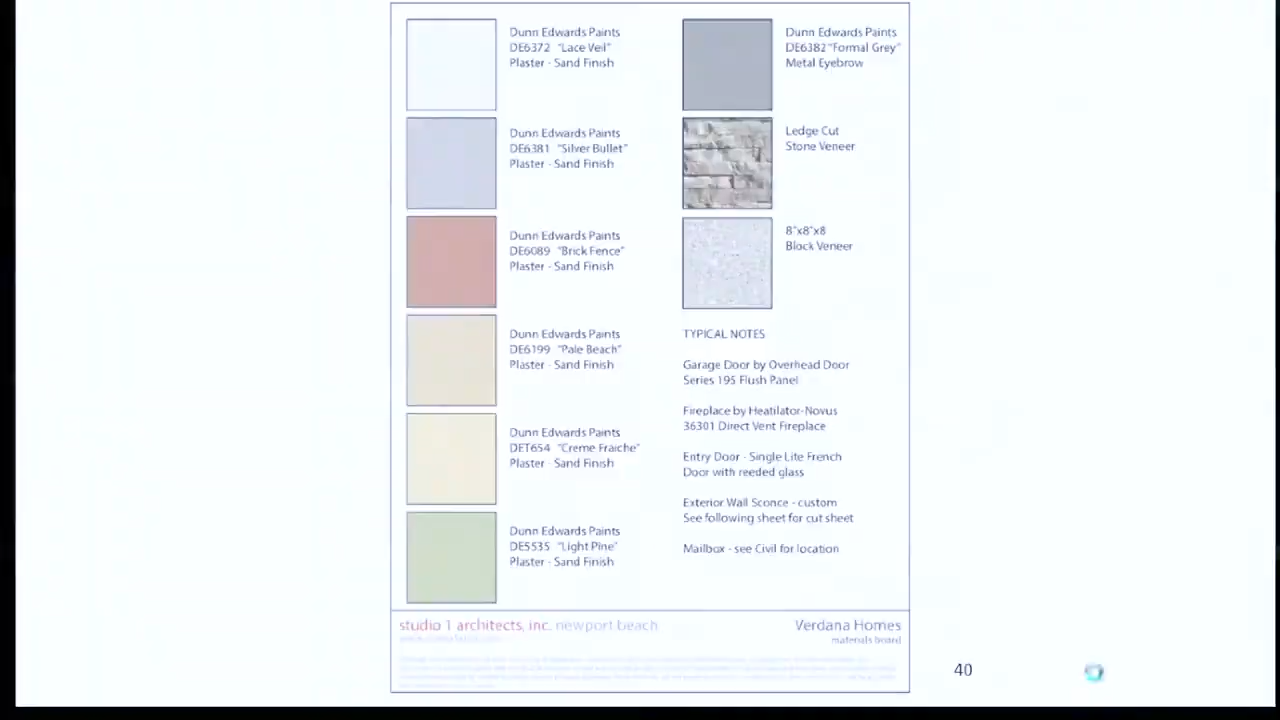 Dunn Edwards Paints
DE6372 "Lace Veil"
Plaster - Sand Finish
Dunn Edwards Paints
DE6381 "Silver Bullet"
Plaster - Sand Finish
Dunn Edwards Paints
DE6089 "Brick Fence"
Plaster - Sand Finish
Dunn Edwards Paints
DE6199 "Pale Beach"
Plaster - Sand Finish
Dunn Edwards Paints
DET654 "Creme Fraiche"
Plaster - Sand Finish
Dunn Edwards Paints
DE5535 "Light Pine"
Plaster - Sand Finish
Dunn Edwards Paints
DE6382 "Formal Grey"
Metal Eyebrow
Ledge Cut
Stone Veneer
8"x8"x8
Block Veneer
TYPICAL NOTES
Garage Door by Overhead Door
Series 195 Flush Panel
Fireplace by Heatilator-Novus
36301 Direct Vent Fireplace
Entry Door - Single Lite French
Door with reeded glass
Exterior Wall Sconce - custom
See following sheet for cut sheet
Mailbox - see Civil for location
studio 1 architects, inc. newport beach
Verdana Homes
materials board
40